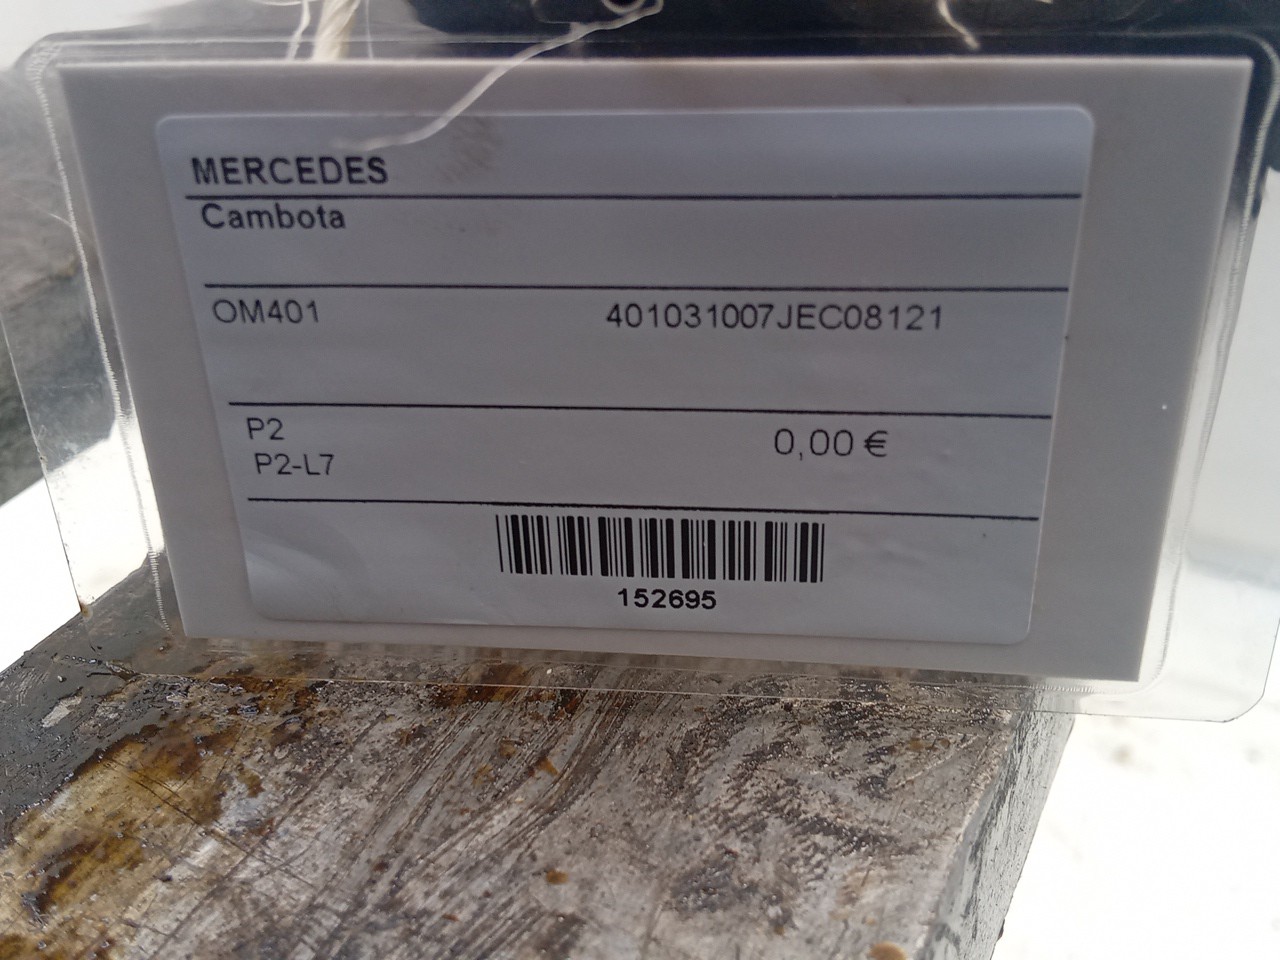 MERCEDES
Cambota
OM401 401031007JEC08121
P2 0,00 €
P2-L7
152695